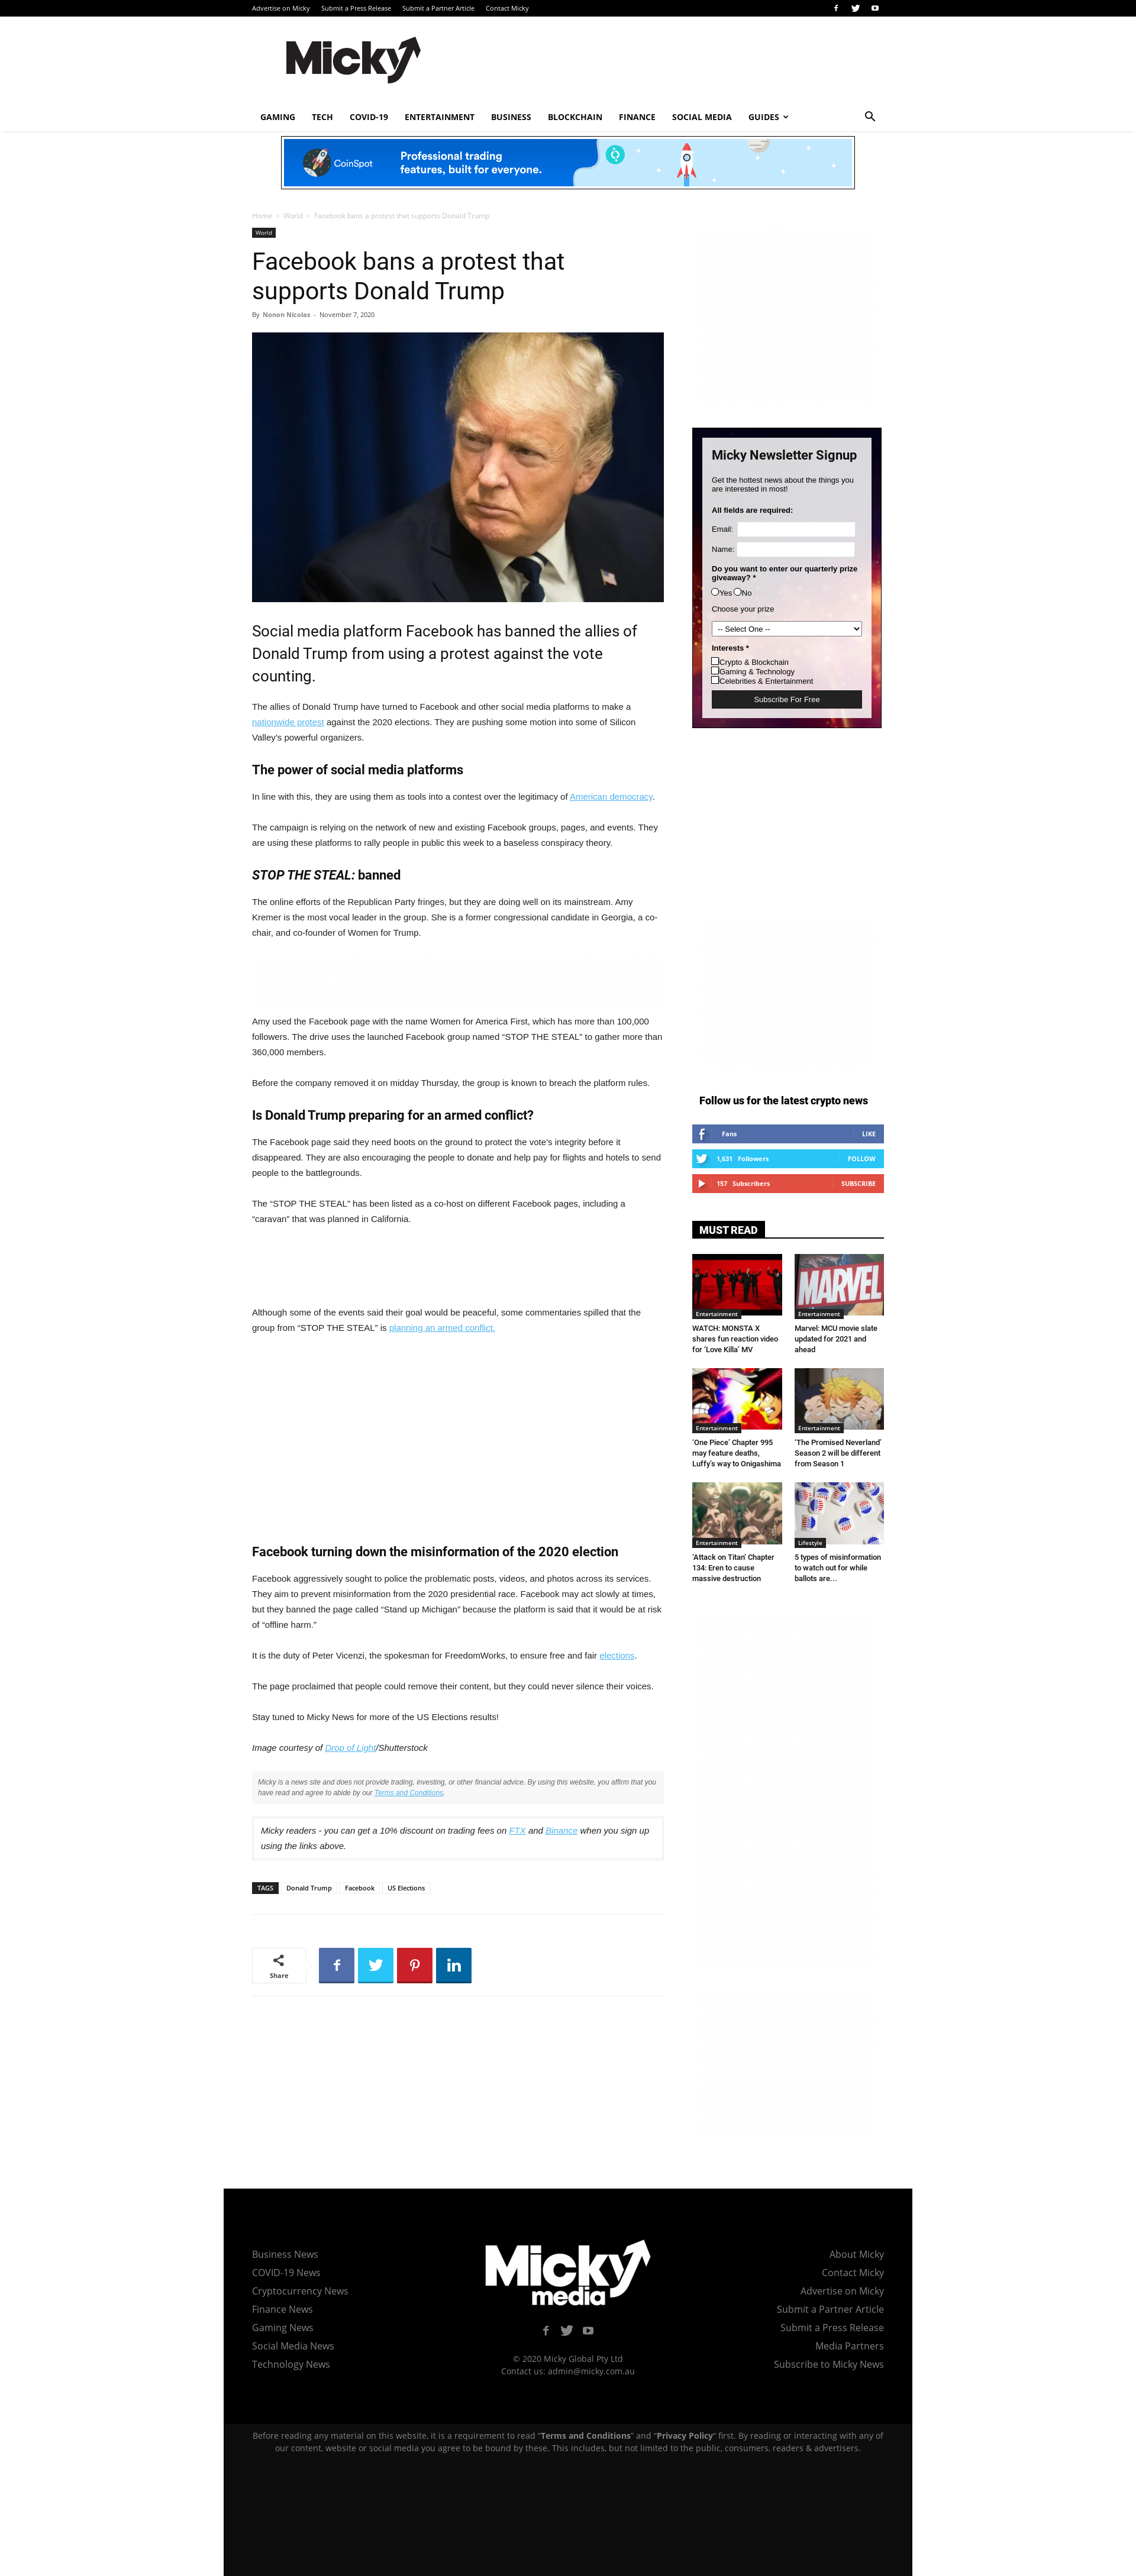 Advertise on Micky Submit a Press Release Submit a Partner Article Contact Micky
Micky
GAMING TECH COVID-19 ENTERTAINMENT BUSINESS BLOCKCHAIN FINANCE SOCIAL MEDIA GUIDES
CoinSpot
Professional trading
features, built for everyone.
Home › World › Facebook bans a protest that supports Donald Trump
World
Facebook bans a protest that
supports Donald Trump
By Nonon Nicolas - November 7, 2020
Social media platform Facebook has banned the allies of
Donald Trump from using a protest against the vote
counting.
The allies of Donald Trump have turned to Facebook and other social media platforms to make a
nationwide protest against the 2020 elections. They are pushing some motion into some of Silicon
Valley's powerful organizers.
The power of social media platforms
In line with this, they are using them as tools into a contest over the legitimacy of American democracy.
The campaign is relying on the network of new and existing Facebook groups, pages, and events. They
are using these platforms to rally people in public this week to a baseless conspiracy theory.
STOP THE STEAL: banned
The online efforts of the Republican Party fringes, but they are doing well on its mainstream. Amy
Kremer is the most vocal leader in the group. She is a former congressional candidate in Georgia, a co-
chair, and co-founder of Women for Trump.
Amy used the Facebook page with the name Women for America First, which has more than 100,000
followers. The drive uses the launched Facebook group named “STOP THE STEAL” to gather more than
360,000 members.
Before the company removed it on midday Thursday, the group is known to breach the platform rules.
Is Donald Trump preparing for an armed conflict?
The Facebook page said they need boots on the ground to protect the vote's integrity before it
disappeared. They are also encouraging the people to donate and help pay for flights and hotels to send
people to the battlegrounds.
The “STOP THE STEAL” has been listed as a co-host on different Facebook pages, including a
“caravan” that was planned in California.
Although some of the events said their goal would be peaceful, some commentaries spilled that the
group from “STOP THE STEAL” is planning an armed conflict.
Facebook turning down the misinformation of the 2020 election
Facebook aggressively sought to police the problematic posts, videos, and photos across its services.
They aim to prevent misinformation from the 2020 presidential race. Facebook may act slowly at times,
but they banned the page called “Stand up Michigan” because the platform is said that it would be at risk
of “offline harm.”
It is the duty of Peter Vicenzi, the spokesman for FreedomWorks, to ensure free and fair elections.
The page proclaimed that people could remove their content, but they could never silence their voices.
Stay tuned to Micky News for more of the US Elections results!
Image courtesy of Drop of Light/Shutterstock
Micky is a news site and does not provide trading, investing, or other financial advice. By using this website, you affirm that you
have read and agree to abide by our Terms and Conditions.
Micky readers - you can get a 10% discount on trading fees on FTX and Binance when you sign up
using the links above.
TAGS Donald Trump Facebook US Elections
Share
Micky Newsletter Signup
Get the hottest news about the things you
are interested in most!
All fields are required:
Email:
Name:
Do you want to enter our quarterly prize
giveaway? *
Yes No
Choose your prize
-- Select One --
Interests *
Crypto & Blockchain
Gaming & Technology
Celebrities & Entertainment
Subscribe For Free
Follow us for the latest crypto news
Fans LIKE
1,631 Followers FOLLOW
157 Subscribers SUBSCRIBE
MUST READ
Entertainment
WATCH: MONSTA X
shares fun reaction video
for ‘Love Killa’ MV
MARVEL
Entertainment
Marvel: MCU movie slate
updated for 2021 and
ahead
Entertainment
‘One Piece’ Chapter 995
may feature deaths,
Luffy's way to Onigashima
Entertainment
‘The Promised Neverland’
Season 2 will be different
from Season 1
Entertainment
‘Attack on Titan’ Chapter
134: Eren to cause
massive destruction
Lifestyle
5 types of misinformation
to watch out for while
ballots are...
Business News
COVID-19 News
Cryptocurrency News
Finance News
Gaming News
Social Media News
Technology News
Micky
media
© 2020 Micky Global Pty Ltd
Contact us: admin@micky.com.au
About Micky
Contact Micky
Advertise on Micky
Submit a Partner Article
Submit a Press Release
Media Partners
Subscribe to Micky News
Before reading any material on this website, it is a requirement to read “Terms and Conditions” and “Privacy Policy” first. By reading or interacting with any of
our content, website or social media you agree to be bound by these. This includes, but not limited to the public, consumers, readers & advertisers.